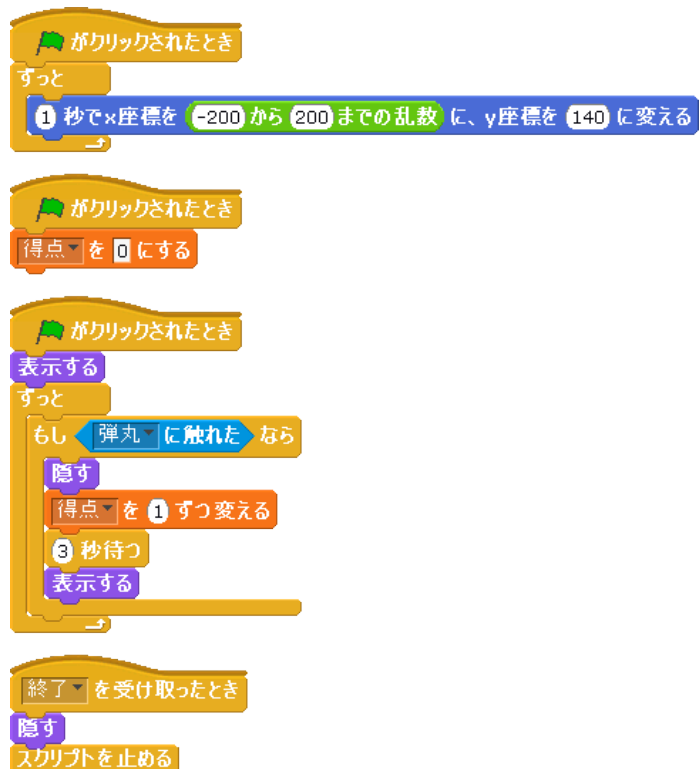 がクリックされたとき
ずっと
1 秒でx座標を -200 から 200 までの乱数 に、y座標を 140 に変える
がクリックされたとき
得点 を 0 にする
がクリックされたとき
表示する
ずっと
もし 弾丸 に触れた なら
隠す
得点 を 1 ずつ変える
3 秒待つ
表示する
終了 を受け取ったとき
隠す
スクリプトを止める